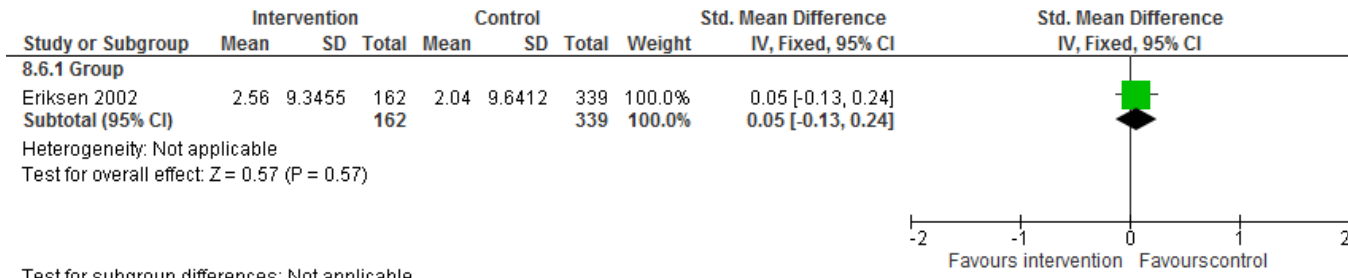 Intervention Control Std. Mean Difference Std. Mean Difference
Study or Subgroup Mean SD Total Mean SD Total Weight IV, Fixed, 95% CI IV, Fixed, 95% CI
8.6.1 Group
Eriksen 2002 2.56 9.3455 162 2.04 9.6412 339 100.0% 0.05 [-0.13, 0.24]
Subtotal (95% CI) 162 339 100.0% 0.05 [-0.13, 0.24]
Heterogeneity: Not applicable
Test for overall effect: Z = 0.57 (P = 0.57)
-2 -1 0 1 2
Favours intervention Favourscontrol
Test for subgroup differences: Not applicable